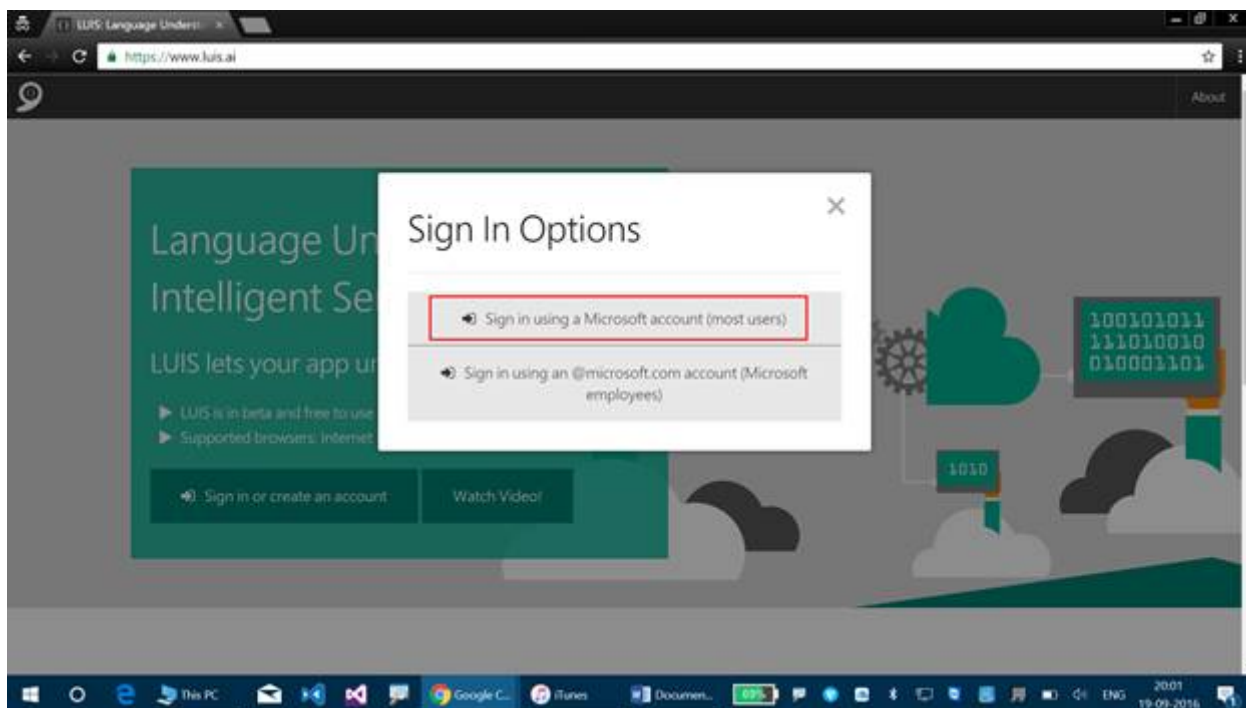 LUIS: Language Underst
https://www.luis.ai
About
Sign In Options
Language Un
Intelligent Se
Sign in using a Microsoft account (most users)
LUIS lets your app un
Sign in using an @microsoft.com account (Microsoft
employees)
LUIS is in beta and free to use
Supported browsers: Internet
Sign in or create an account
Watch Video!
100101011
111010010
010001101
1010
This PC
Google C...
iTunes
Documen...
ENG
20:01
19-09-2016